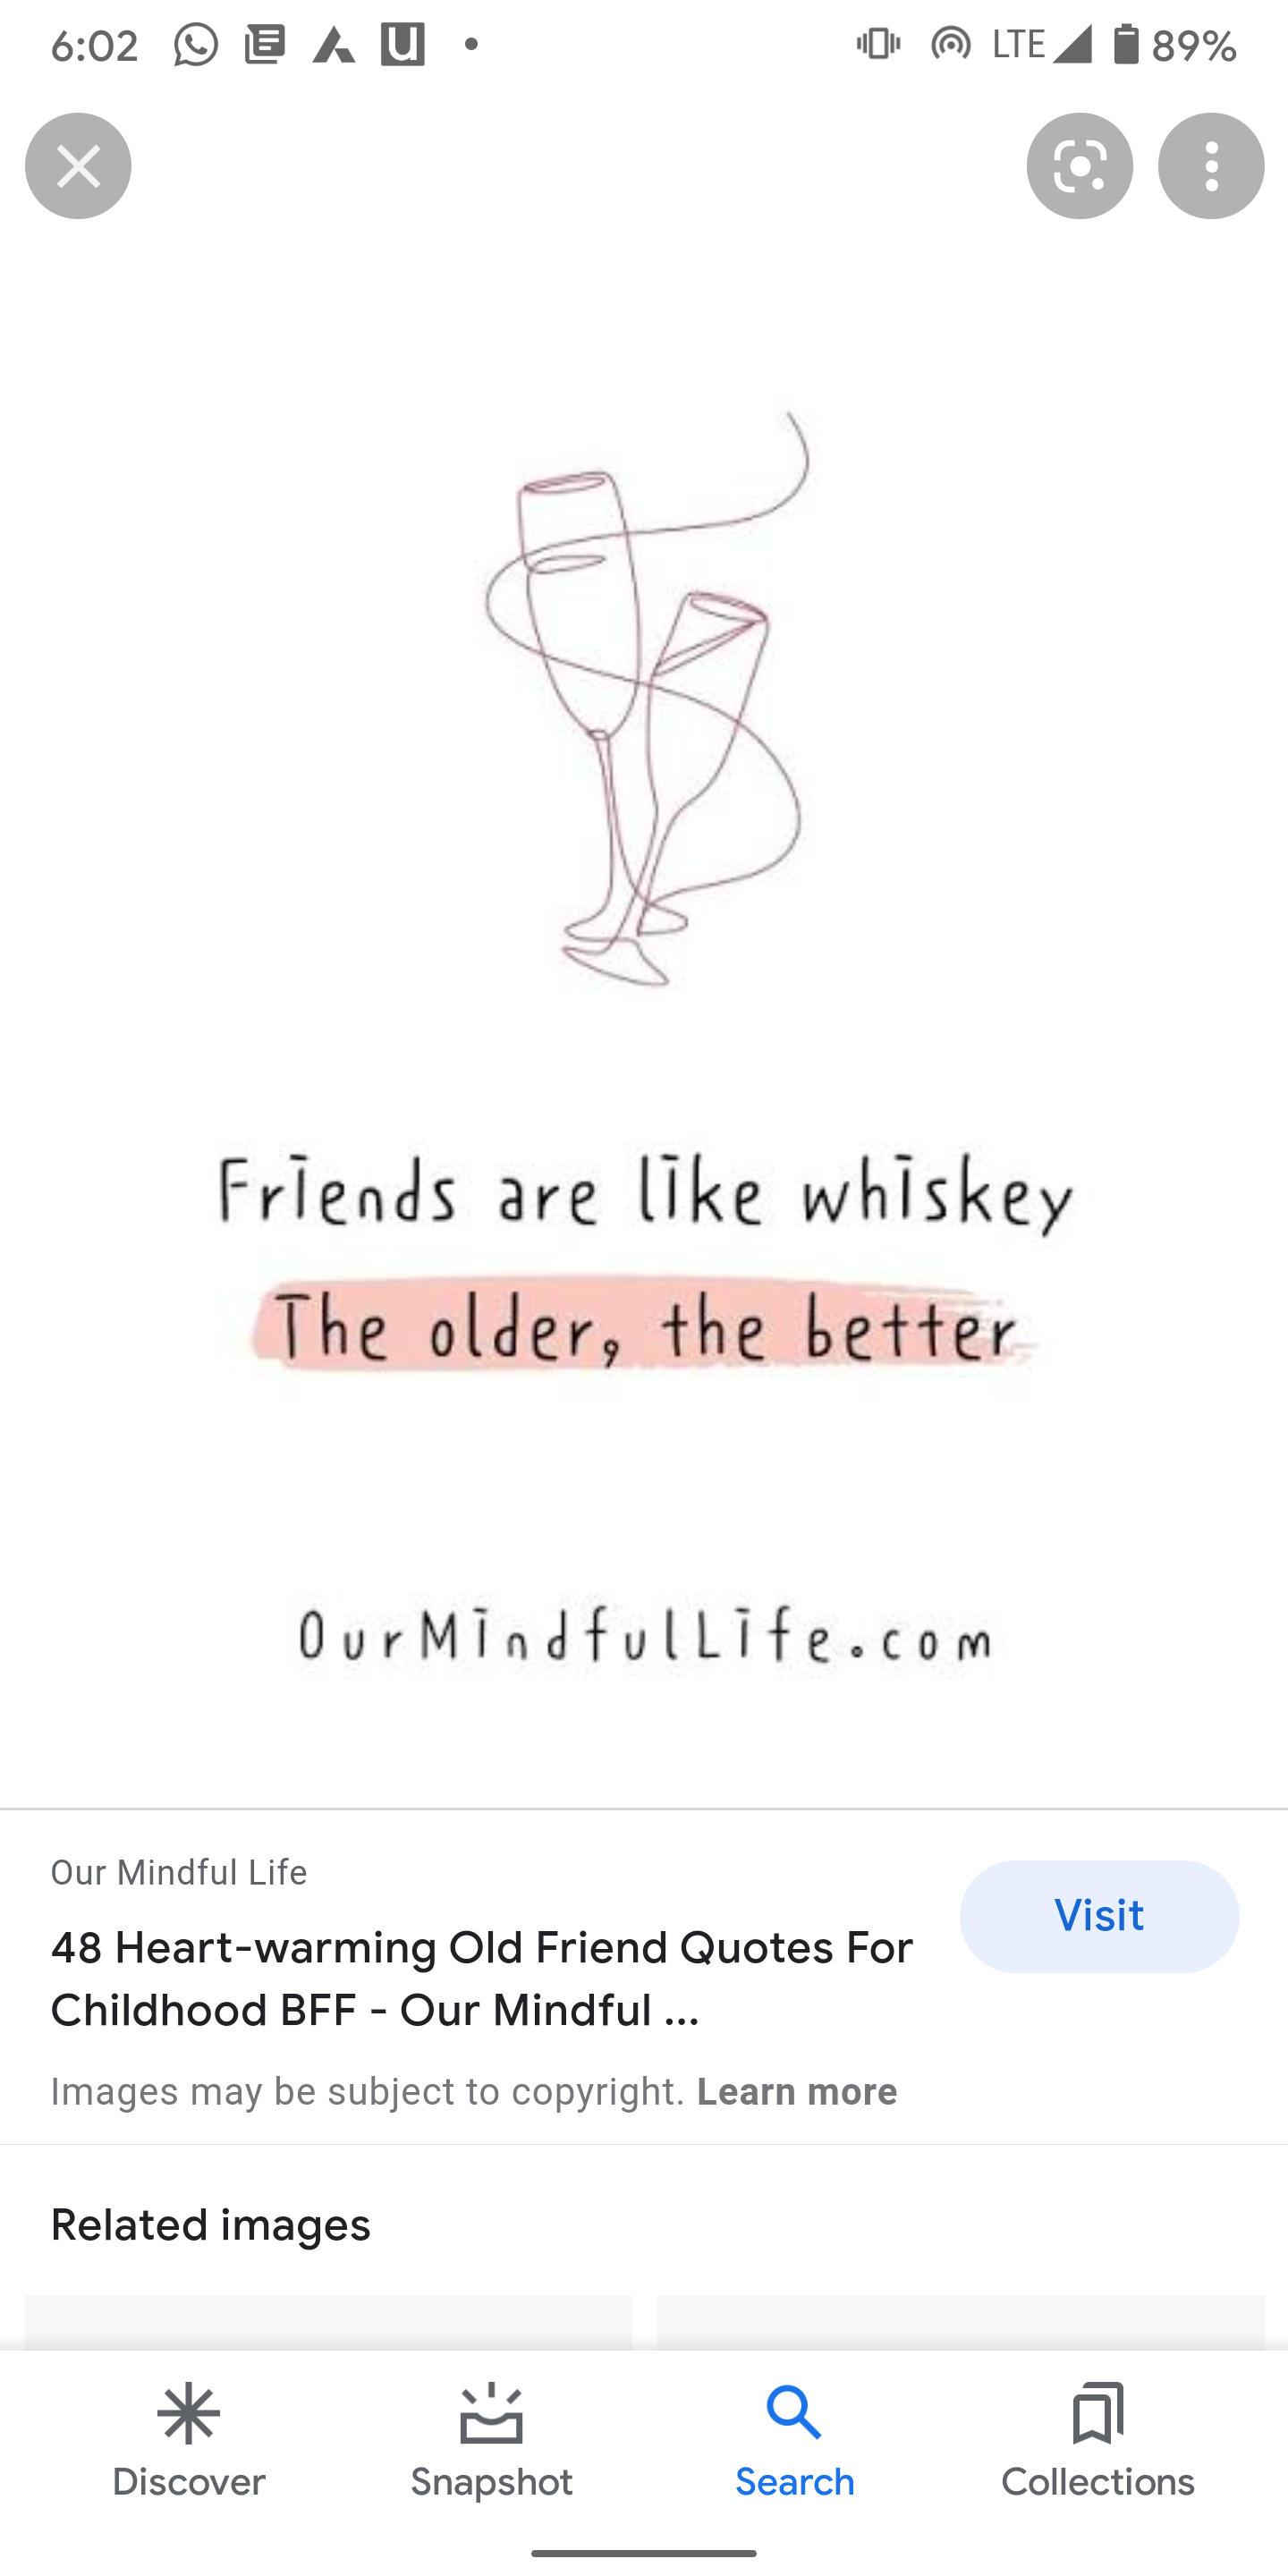 6:02 LTE 89%
Friends are like whiskey
The older, the better
OurMindfulLife.com
Our Mindful Life
Visit
48 Heart-warming Old Friend Quotes For
Childhood BFF - Our Mindful ...
Images may be subject to copyright. Learn more
Related images
Discover Snapshot Search Collections